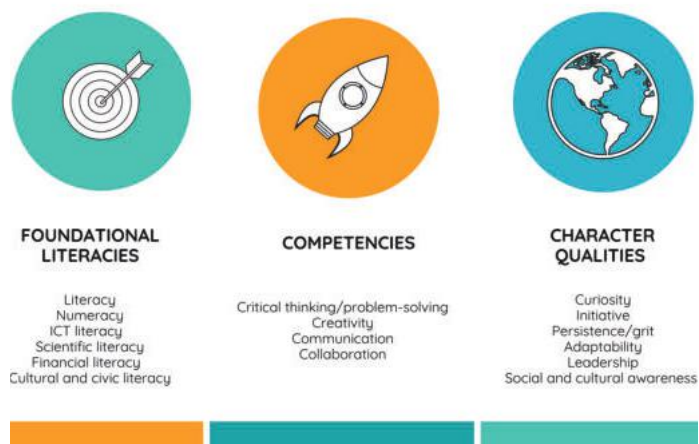 FOUNDATIONAL
LITERACIES
Literacy
Numeracy
ICT literacy
Scientific literacy
Financial literacy
Cultural and civic literacy
COMPETENCIES
Critical thinking/problem-solving
Creativity
Communication
Collaboration
CHARACTER
QUALITIES
Curiosity
Initiative
Persistence/grit
Adaptability
Leadership
Social and cultural awareness